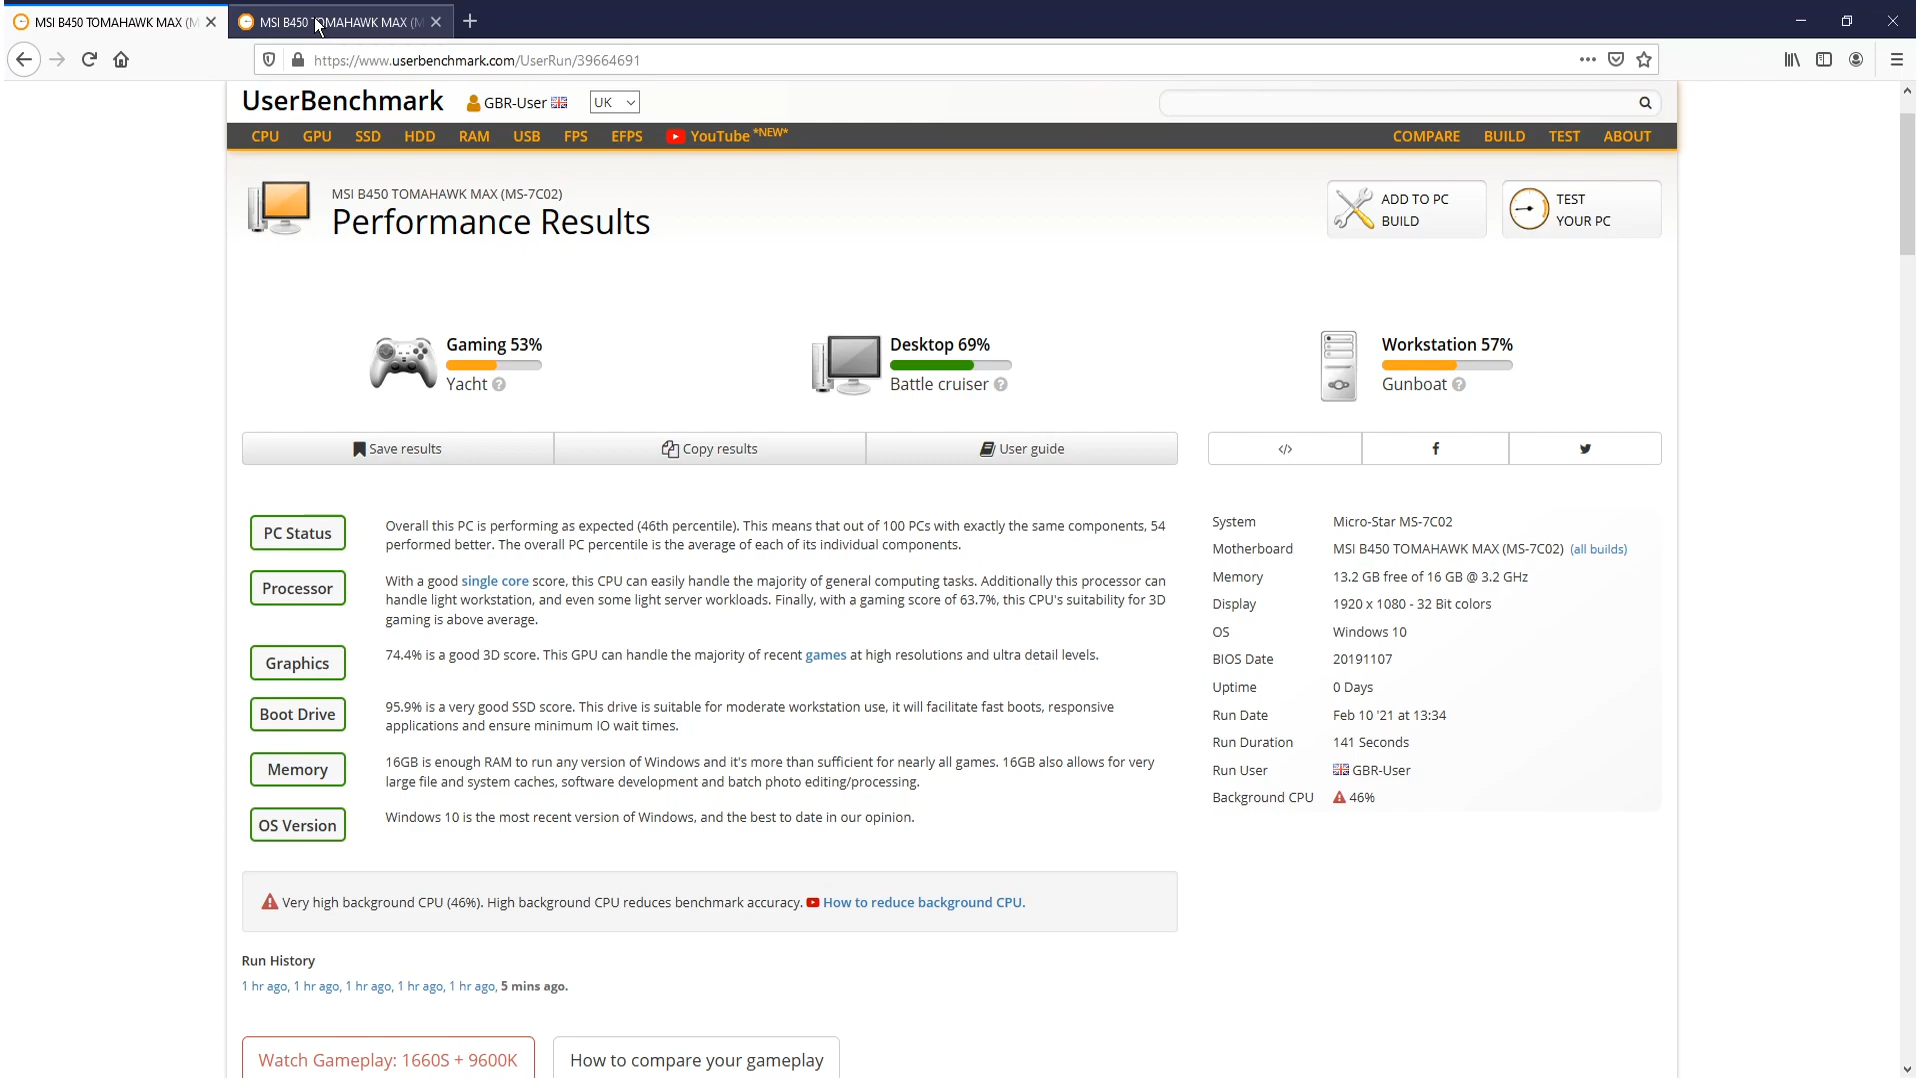 MSI B450 TOMAHAWK MAX (M
MSI B450 TOMAHAWK MAX (M
https://www.userbenchmark.com/UserRun/39664691
UserBenchmark
GBR-User
UK
CPU GPU SSD HDD RAM USB FPS EFPS YouTube *NEW*
COMPARE BUILD TEST ABOUT
MSI B450 TOMAHAWK MAX (MS-7C02)
Performance Results
ADD TO PC
BUILD
TEST
YOUR PC
Gaming 53%
Yacht ?
Desktop 69%
Battle cruiser ?
Workstation 57%
Gunboat ?
Save results
Copy results
User guide
</>
PC Status
Overall this PC is performing as expected (46th percentile). This means that out of 100 PCs with exactly the same components, 54
performed better. The overall PC percentile is the average of each of its individual components.
Processor
With a good single core score, this CPU can easily handle the majority of general computing tasks. Additionally this processor can
handle light workstation, and even some light server workloads. Finally, with a gaming score of 63.7%, this CPU's suitability for 3D
gaming is above average.
Graphics
74.4% is a good 3D score. This GPU can handle the majority of recent games at high resolutions and ultra detail levels.
Boot Drive
95.9% is a very good SSD score. This drive is suitable for moderate workstation use, it will facilitate fast boots, responsive
applications and ensure minimum IO wait times.
Memory
16GB is enough RAM to run any version of Windows and it's more than sufficient for nearly all games. 16GB also allows for very
large file and system caches, software development and batch photo editing/processing.
OS Version
Windows 10 is the most recent version of Windows, and the best to date in our opinion.
System Micro-Star MS-7C02
Motherboard MSI B450 TOMAHAWK MAX (MS-7C02) (all builds)
Memory 13.2 GB free of 16 GB @ 3.2 GHz
Display 1920 x 1080 - 32 Bit colors
OS Windows 10
BIOS Date 20191107
Uptime 0 Days
Run Date Feb 10 '21 at 13:34
Run Duration 141 Seconds
Run User GBR-User
Background CPU 46%
Very high background CPU (46%). High background CPU reduces benchmark accuracy. How to reduce background CPU.
Run History
1 hr ago, 1 hr ago, 1 hr ago, 1 hr ago, 1 hr ago, 5 mins ago.
Watch Gameplay: 1660S + 9600K
How to compare your gameplay